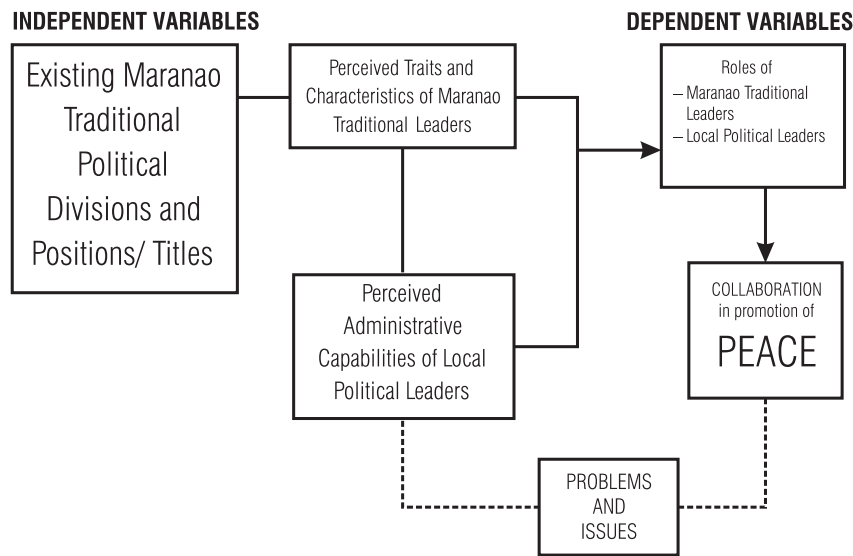 INDEPENDENT VARIABLES
DEPENDENT VARIABLES
Existing Maranao
Traditional
Political
Divisions and
Positions/ Titles
Perceived Traits and
Characteristics of Maranao
Traditional Leaders
Perceived
Administrative
Capabilities of Local
Political Leaders
Roles of
– Maranao Traditional
Leaders
– Local Political Leaders
COLLABORATION
in promotion of
PEACE
PROBLEMS
AND
ISSUES